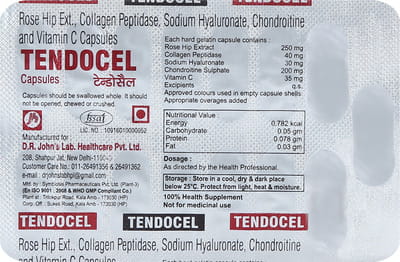 Rose Hip Ext., Collagen Peptidase, Sodium Hyaluronate, Chondroitine
and Vitamin C Capsules
TENDOCEL
Capsules टेन्डोसैल
Capsules should be swallowed whole. It should
not to be opened, chewed or crushed.
fssai
LIC. NO.: 10916010000052
Manufactured for :
D.R. John's Lab. Healthcare Pvt. Ltd.
208, Shahpur Jat, New Delhi-110049
Customer Care No.: 011-26491356 & 26491362
e-mail : drjohnslabhpl@gmail.com
Mfd. by : Symbiosis Pharmaceuticals Pvt. Ltd. (Plant-3)
(An ISO 9001 : 2008 & WHO GMP Compliant Co.)
Plant at : Trilokpur Road, Kala Amb - 173030 (HP)
Corp. Off. : Suketi Road, Kala Amb - 173030 (HP)
Each hard gelatin capsule contains :
Rose Hip Extract 250 mg
Collagen Peptidase 40 mg
Sodium Hyaluronate 30 mg
Chondroitine Sulphate 200 mg
Vitamin C 35 mg
Excipients q.s.
Approved colours used in empty capsule shells
Appropriate overages added
Nutritional Value :
Energy 0.782 kcal
Carbohydrate 0.05 gm
Protein 0.078 gm
Fat 0.03 gm
Dosage :
As directed by the Health Professional.
Storage : Store in a cool, dry & dark place
below 25°C. Protect from light, heat & moisture.
100% Health Supplement
Not for medicinal use
TENDOCEL TENDOCEL TENDOCEL
Rose Hip Ext., Collagen Peptidase, Sodium Hyaluronate, Chondroitine
and Vitamin C Capsules